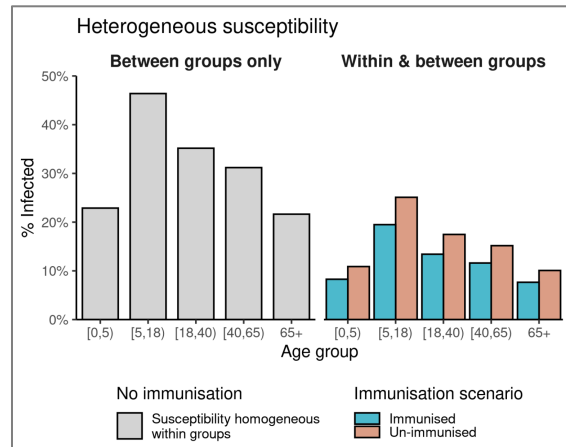 Heterogeneous susceptibility
Between groups only
Within & between groups
50%
40%
30%
20%
10%
0%
% Infected
[0,5)
[5,18)
[18,40)
[40,65)
65+
[0,5)
[5,18)
[18,40)
[40,65)
65+
Age group
No immunisation
Susceptibility homogeneous
within groups
Immunisation scenario
Immunised
Un-immunised